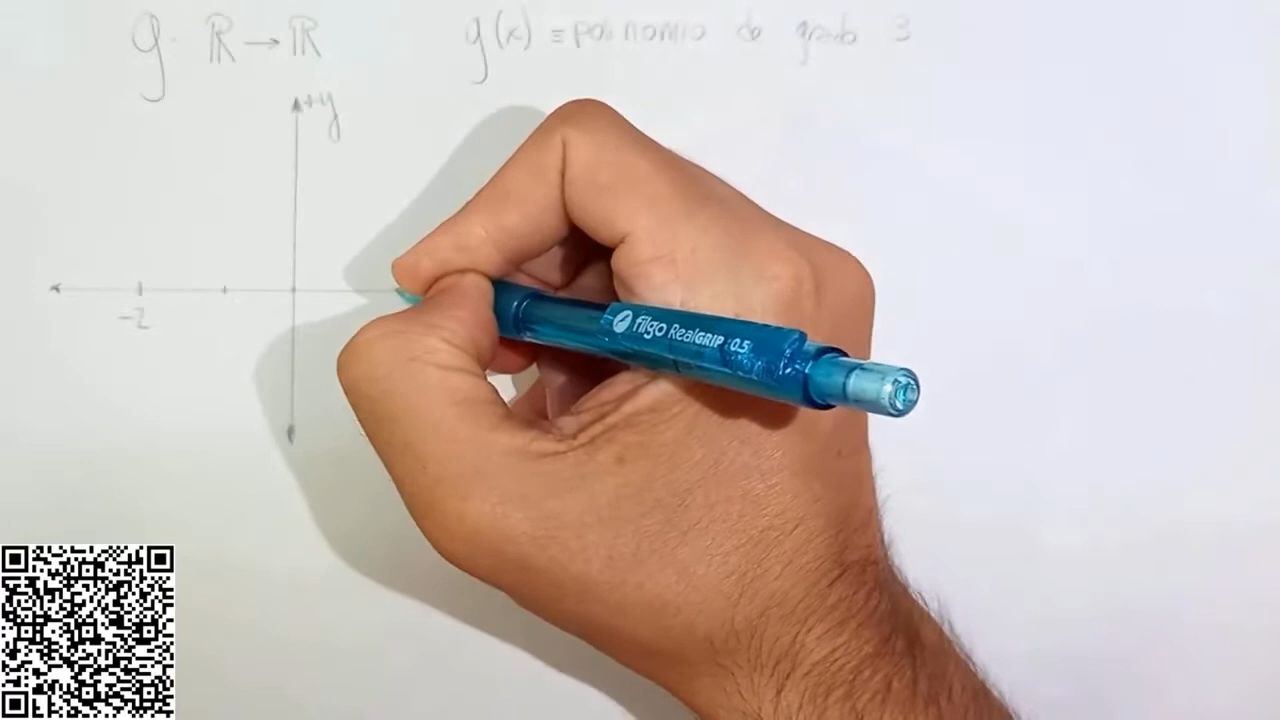 g: ℝ → ℝ g(x) ≡ polinomio de grado 3
+y
-2
filgo RealGRIP 0.5